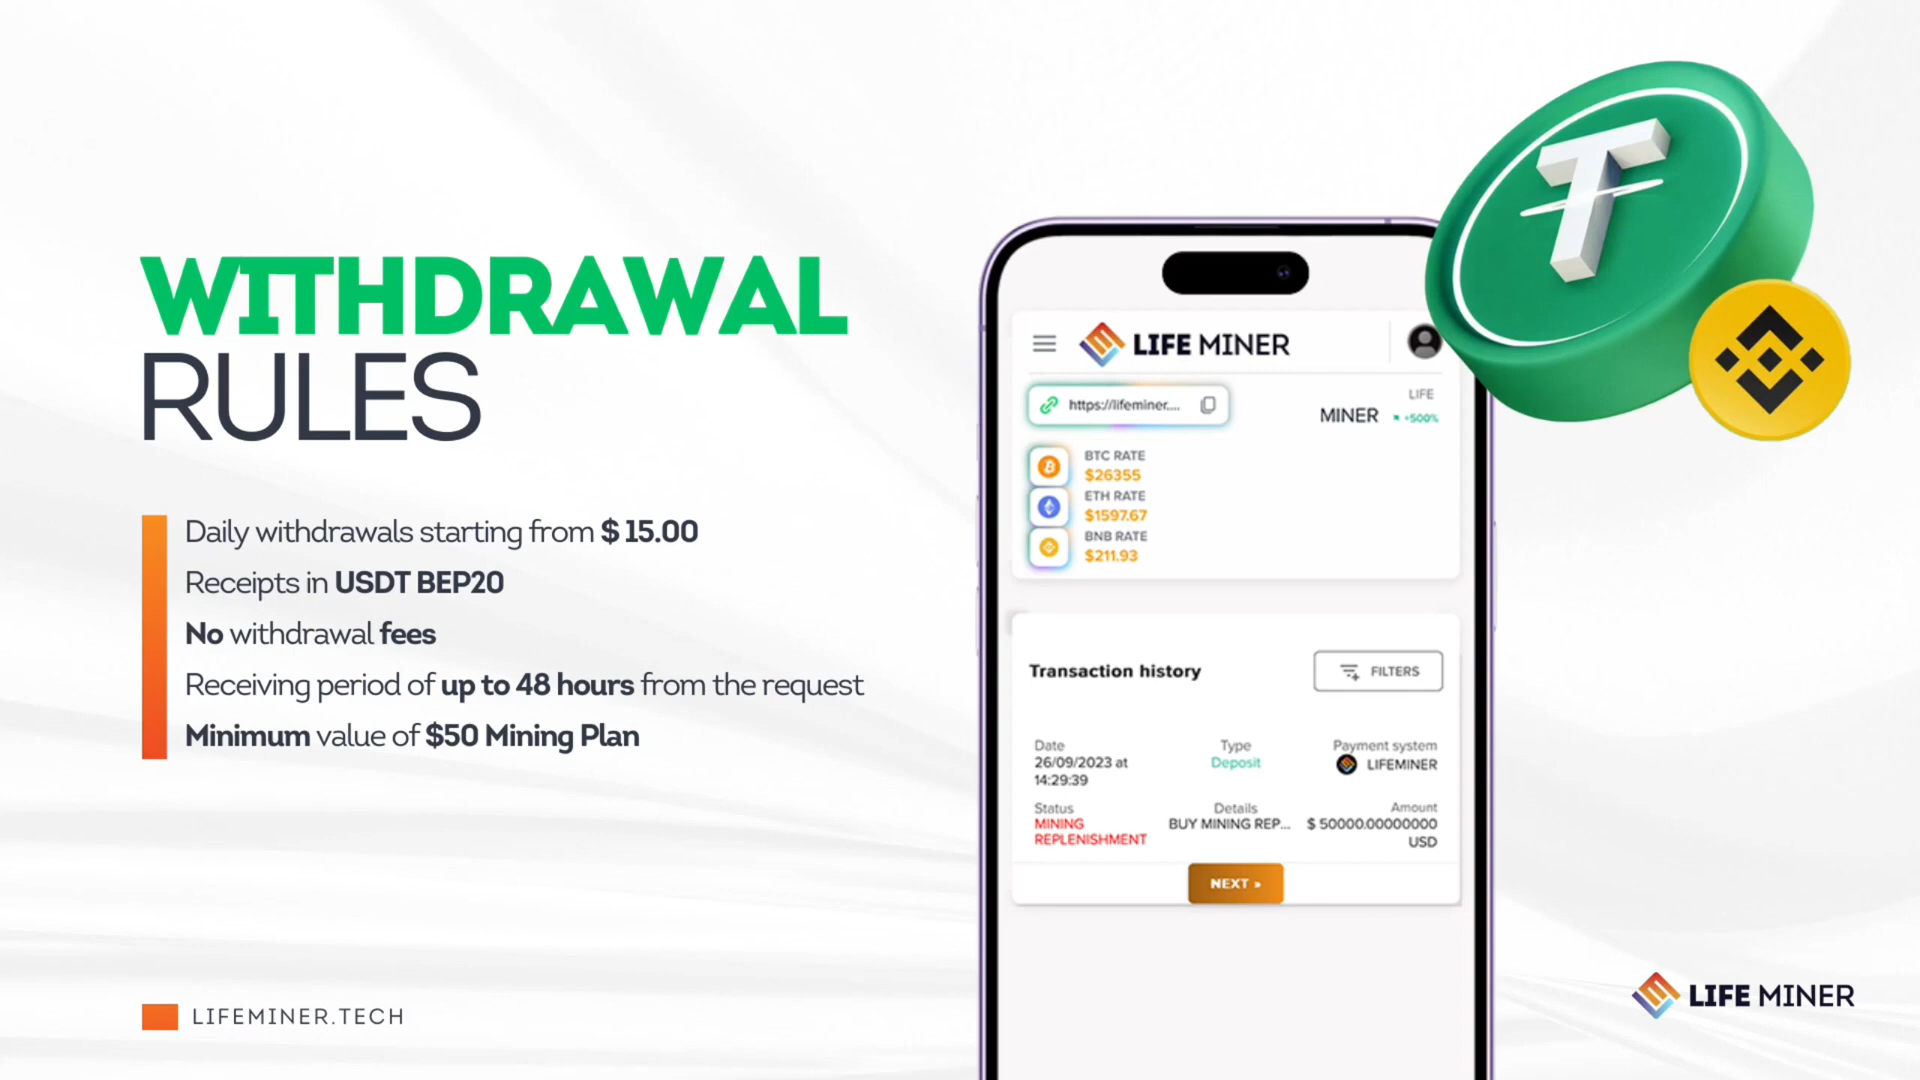 WITHDRAWAL
RULES
Daily withdrawals starting from $ 15.00
Receipts in USDT BEP20
No withdrawal fees
Receiving period of up to 48 hours from the request
Minimum value of $50 Mining Plan
LIFEMINER.TECH
LIFE MINER
https://lifeminer....
LIFE
MINER +500%
BTC RATE
$26355
ETH RATE
$1597.67
BNB RATE
$211.93
Transaction history
FILTERS
Date
26/09/2023 at
14:29:39
Type
Deposit
Payment system
LIFEMINER
Status
MINING
REPLENISHMENT
Details
BUY MINING REP...
Amount
$ 50000.00000000
USD
NEXT »
LIFE MINER